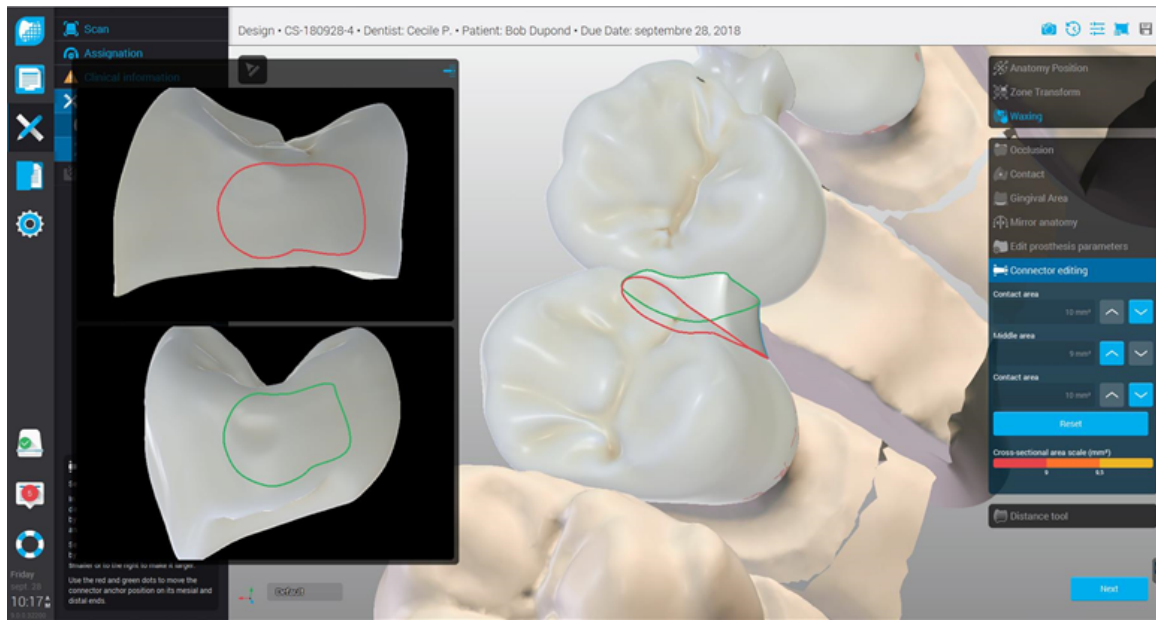 Scan
Design • CS-180928-4 • Dentist: Cecile P. • Patient: Bob Dupond • Due Date: septembre 28, 2018
Assignation
Clinical information
Anatomy Position
Zone Transform
Waxing
Occlusion
Contact
Gingival Area
Mirror anatomy
Edit prosthesis parameters
Connector editing
Contact area
10 mm²
Middle area
9 mm²
Contact area
10 mm²
Reset
Cross-sectional area scale (mm²)
9 9.5
Distance tool
5
smaller or to the right to make it larger.
Use the red and green dots to move the
connector anchor position on its mesial and
distal ends.
Friday
sept. 28
10:17
Default
Next